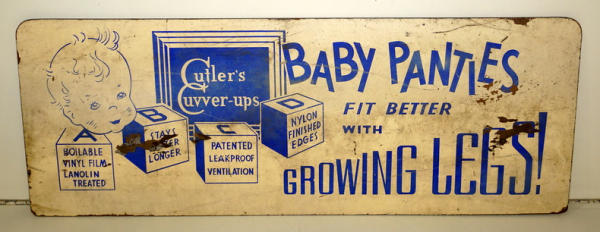 Cutler's
Cuvver-ups
BABY PANTIES
FIT BETTER
WITH
GROWING LEGS!
A
BOILABLE
VINYL FILM-
LANOLIN
TREATED
B
STAYS
LONGER
C
PATENTED
LEAKPROOF
VENTILATION
D
NYLON
FINISHED
EDGES